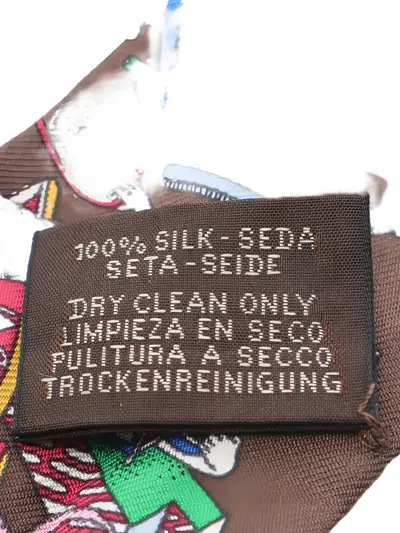 100% SILK - SEDA
SETA - SEIDE
DRY CLEAN ONLY
LIMPIEZA EN SECO
PULITURA A SECCO
TROCKENREINIGUNG